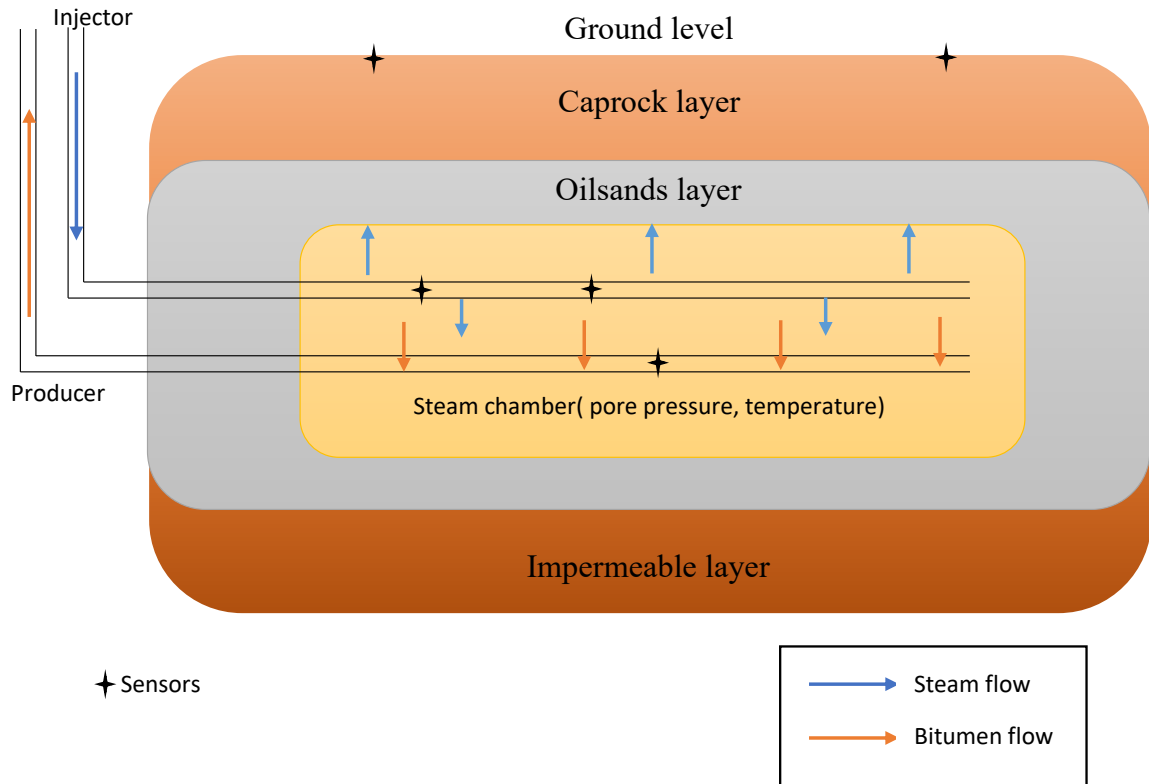 Injector
Ground level
Caprock layer
Oilsands layer
Producer
Steam chamber( pore pressure, temperature)
Impermeable layer
Sensors
Steam flow
Bitumen flow